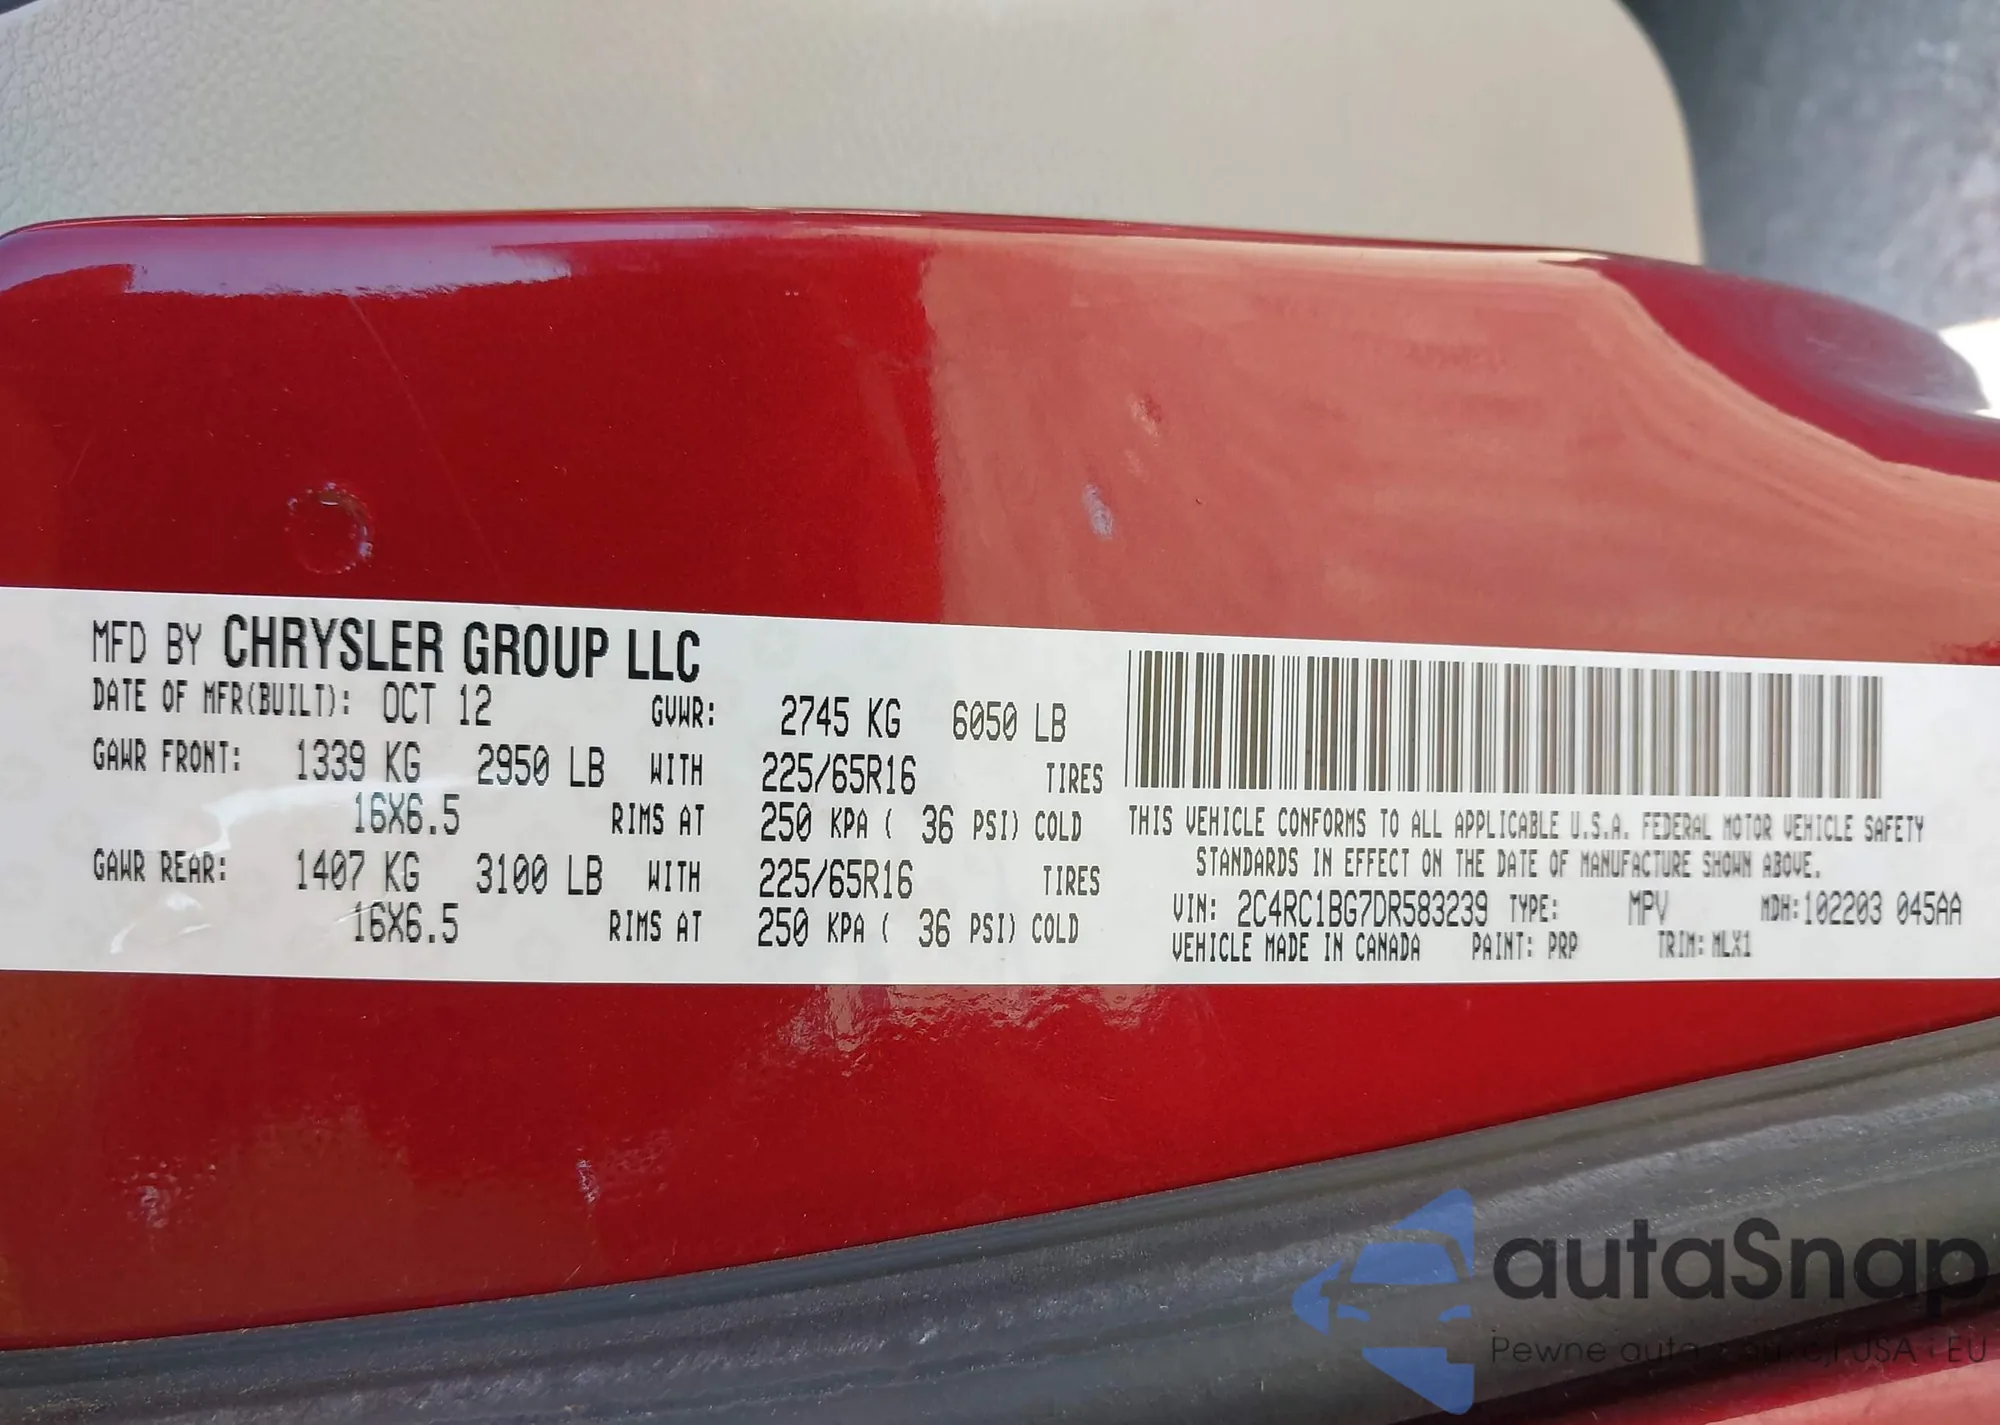 MFD BY CHRYSLER GROUP LLC
DATE OF MFR(BUILT): OCT 12 GVWR: 2745 KG 6050 LB
GAWR FRONT: 1339 KG 2950 LB WITH 225/65R16 TIRES
16X6.5 RIMS AT 250 KPA ( 36 PSI) COLD
GAWR REAR: 1407 KG 3100 LB WITH 225/65R16 TIRES
16X6.5 RIMS AT 250 KPA ( 36 PSI) COLD
THIS VEHICLE CONFORMS TO ALL APPLICABLE U.S.A. FEDERAL MOTOR VEHICLE SAFETY
STANDARDS IN EFFECT ON THE DATE OF MANUFACTURE SHOWN ABOVE.
VIN: 2C4RC1BG7DR583239 TYPE: MPV MDH:102203 045AA
VEHICLE MADE IN CANADA PAINT: PRP TRIM: MLX1
autaSnap
Pewne auta USA i EU